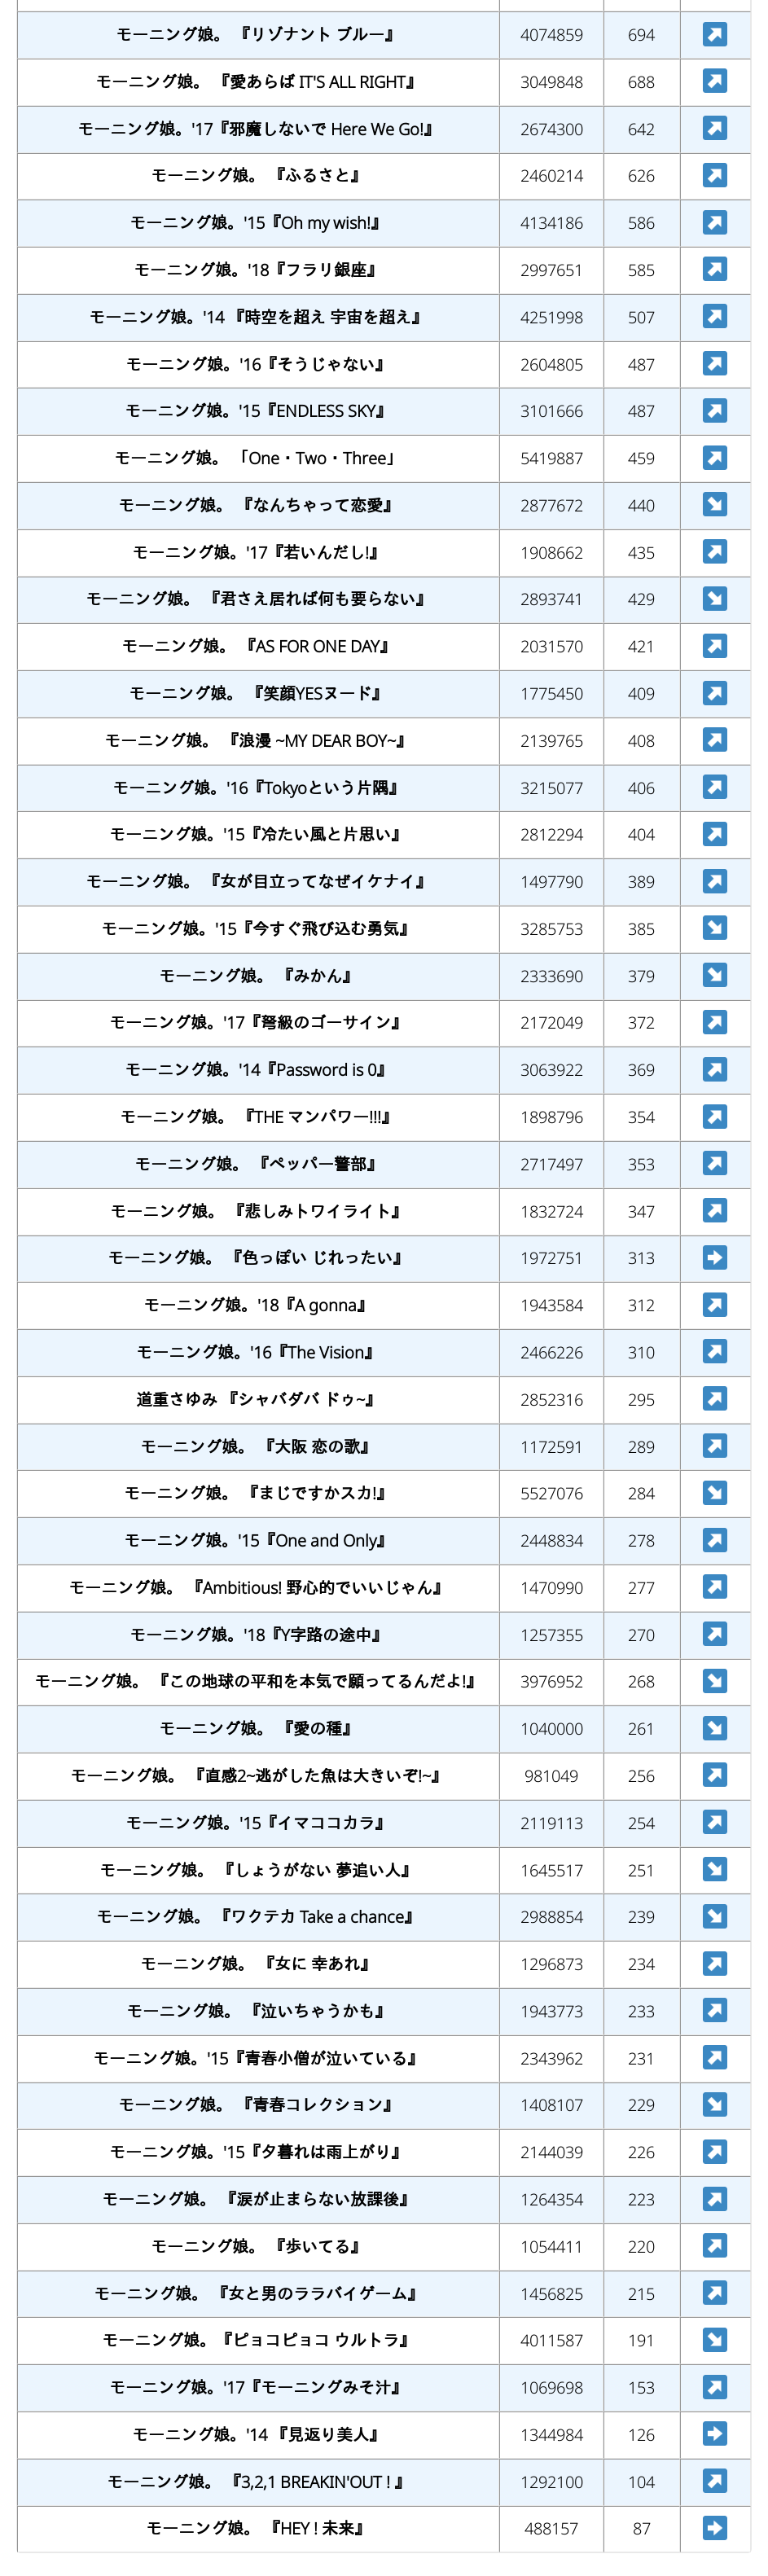 モーニング娘。 『リゾナント ブルー』 4074859 694 ↗
モーニング娘。 『愛あらば IT'S ALL RIGHT』 3049848 688 ↗
モーニング娘。'17『邪魔しないで Here We Go!』 2674300 642 ↗
モーニング娘。 『ふるさと』 2460214 626 ↗
モーニング娘。'15『Oh my wish!』 4134186 586 ↗
モーニング娘。'18『フラリ銀座』 2997651 585 ↗
モーニング娘。'14 『時空を超え 宇宙を超え』 4251998 507 ↗
モーニング娘。'16『そうじゃない』 2604805 487 ↗
モーニング娘。'15『ENDLESS SKY』 3101666 487 ↗
モーニング娘。 「One・Two・Three」 5419887 459 ↗
モーニング娘。 『なんちゃって恋愛』 2877672 440 ↘
モーニング娘。'17『若いんだし!』 1908662 435 ↗
モーニング娘。 『君さえ居れば何も要らない』 2893741 429 ↘
モーニング娘。 『AS FOR ONE DAY』 2031570 421 ↗
モーニング娘。 『笑顔YESヌード』 1775450 409 ↗
モーニング娘。 『浪漫 ~MY DEAR BOY~』 2139765 408 ↗
モーニング娘。'16『Tokyoという片隅』 3215077 406 ↗
モーニング娘。'15『冷たい風と片思い』 2812294 404 ↗
モーニング娘。 『女が目立ってなぜイケナイ』 1497790 389 ↗
モーニング娘。'15『今すぐ飛び込む勇気』 3285753 385 ↘
モーニング娘。 『みかん』 2333690 379 ↘
モーニング娘。'17『弩級のゴーサイン』 2172049 372 ↗
モーニング娘。'14『Password is 0』 3063922 369 ↗
モーニング娘。 『THE マンパワー!!!』 1898796 354 ↗
モーニング娘。 『ペッパー警部』 2717497 353 ↗
モーニング娘。 『悲しみトワイライト』 1832724 347 ↗
モーニング娘。 『色っぽい じれったい』 1972751 313 ➡
モーニング娘。'18『A gonna』 1943584 312 ↗
モーニング娘。'16『The Vision』 2466226 310 ↗
道重さゆみ 『シャバダバ ドゥ~』 2852316 295 ↗
モーニング娘。 『大阪 恋の歌』 1172591 289 ↗
モーニング娘。 『まじですかスカ!』 5527076 284 ↘
モーニング娘。'15『One and Only』 2448834 278 ↗
モーニング娘。 『Ambitious! 野心的でいいじゃん』 1470990 277 ↗
モーニング娘。'18『Y字路の途中』 1257355 270 ↗
モーニング娘。 『この地球の平和を本気で願ってるんだよ!』 3976952 268 ↘
モーニング娘。 『愛の種』 1040000 261 ↘
モーニング娘。 『直感2~逃がした魚は大きいぞ!~』 981049 256 ↗
モーニング娘。'15『イマココカラ』 2119113 254 ↗
モーニング娘。 『しょうがない 夢追い人』 1645517 251 ↘
モーニング娘。 『ワクテカ Take a chance』 2988854 239 ↘
モーニング娘。 『女に 幸あれ』 1296873 234 ↗
モーニング娘。 『泣いちゃうかも』 1943773 233 ↗
モーニング娘。'15『青春小僧が泣いている』 2343962 231 ↗
モーニング娘。 『青春コレクション』 1408107 229 ↘
モーニング娘。'15『夕暮れは雨上がり』 2144039 226 ↗
モーニング娘。 『涙が止まらない放課後』 1264354 223 ↗
モーニング娘。 『歩いてる』 1054411 220 ↗
モーニング娘。 『女と男のララバイゲーム』 1456825 215 ↗
モーニング娘。『ピョコピョコ ウルトラ』 4011587 191 ↘
モーニング娘。'17『モーニングみそ汁』 1069698 153 ↗
モーニング娘。'14 『見返り美人』 1344984 126 ➡
モーニング娘。 『3,2,1 BREAKIN'OUT ! 』 1292100 104 ↗
モーニング娘。 『HEY ! 未来』 488157 87 ➡